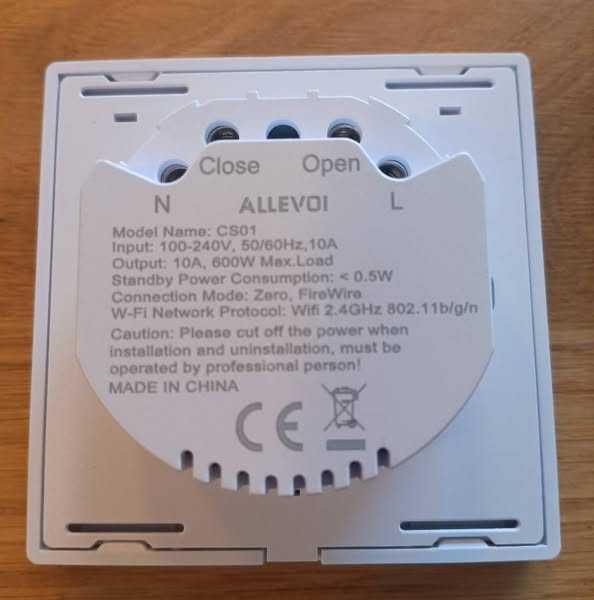 Close Open
N ALLEVOI L
Model Name: CS01
Input: 100-240V, 50/60Hz,10A
Output: 10A, 600W Max.Load
Standby Power Consumption: < 0.5W
Connection Mode: Zero, FireWire
W-Fi Network Protocol: Wifi 2.4GHz 802.11b/g/n
Caution: Please cut off the power when
installation and uninstallation, must be
operated by professional person!
MADE IN CHINA
CE